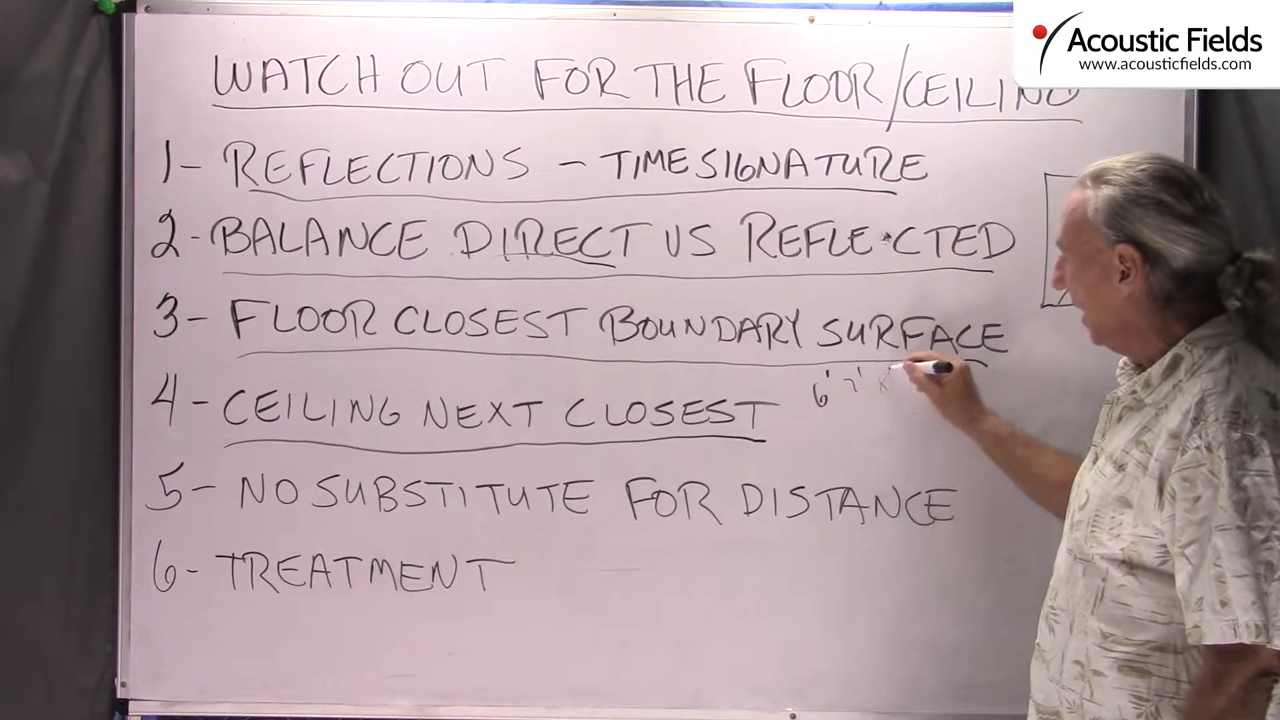 Acoustic Fields
www.acousticfields.com
WATCH OUT FOR THE FLOOR/CEILING
1- REFLECTIONS - TIME SIGNATURE
2- BALANCE DIRECT VS REFLECTED
3- FLOOR CLOSEST BOUNDARY SURFACE
6' 7' 8
4- CEILING NEXT CLOSEST
5- NO SUBSTITUTE FOR DISTANCE
6- TREATMENT